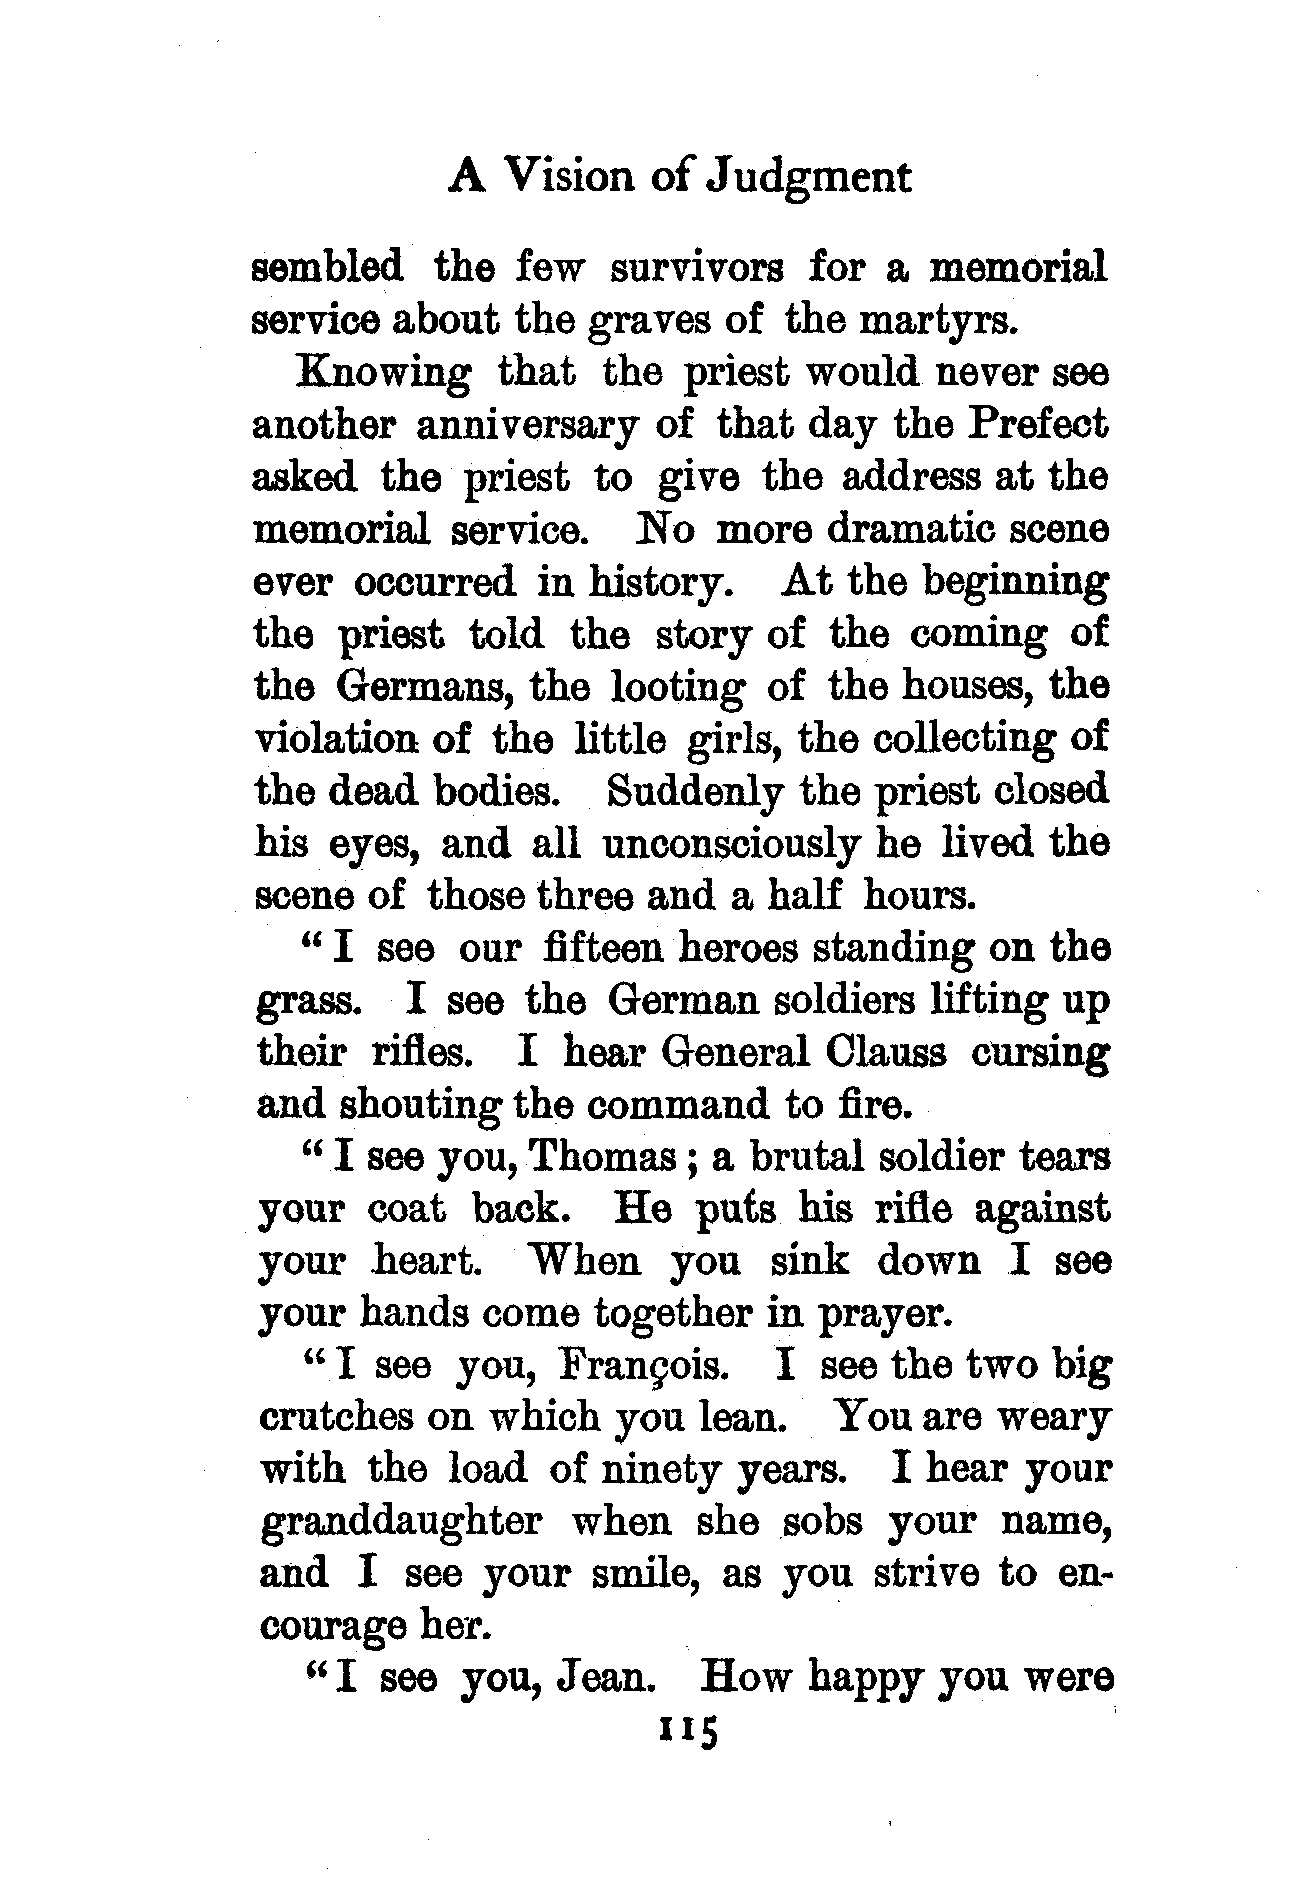 A Vision of Judgment
sembled the few survivors for a memorial
service about the graves of the martyrs.
Knowing that the priest would never see
another anniversary of that day the Prefect
asked the priest to give the address at the
memorial service. No more dramatic scene
ever occurred in history. At the beginning
the priest told the story of the coming of
the Germans, the looting of the houses, the
violation of the little girls, the collecting of
the dead bodies. Suddenly the priest closed
his eyes, and all unconsciously he lived the
scene of those three and a half hours.
“I see our fifteen heroes standing on the
grass. I see the German soldiers lifting up
their rifles. I hear General Clauss cursing
and shouting the command to fire.
“I see you, Thomas; a brutal soldier tears
your coat back. He puts his rifle against
your heart. When you sink down I see
your hands come together in prayer.
“I see you, François. I see the two big
crutches on which you lean. You are weary
with the load of ninety years. I hear your
granddaughter when she sobs your name,
and I see your smile, as you strive to en-
courage her.
“I see you, Jean. How happy you were
115